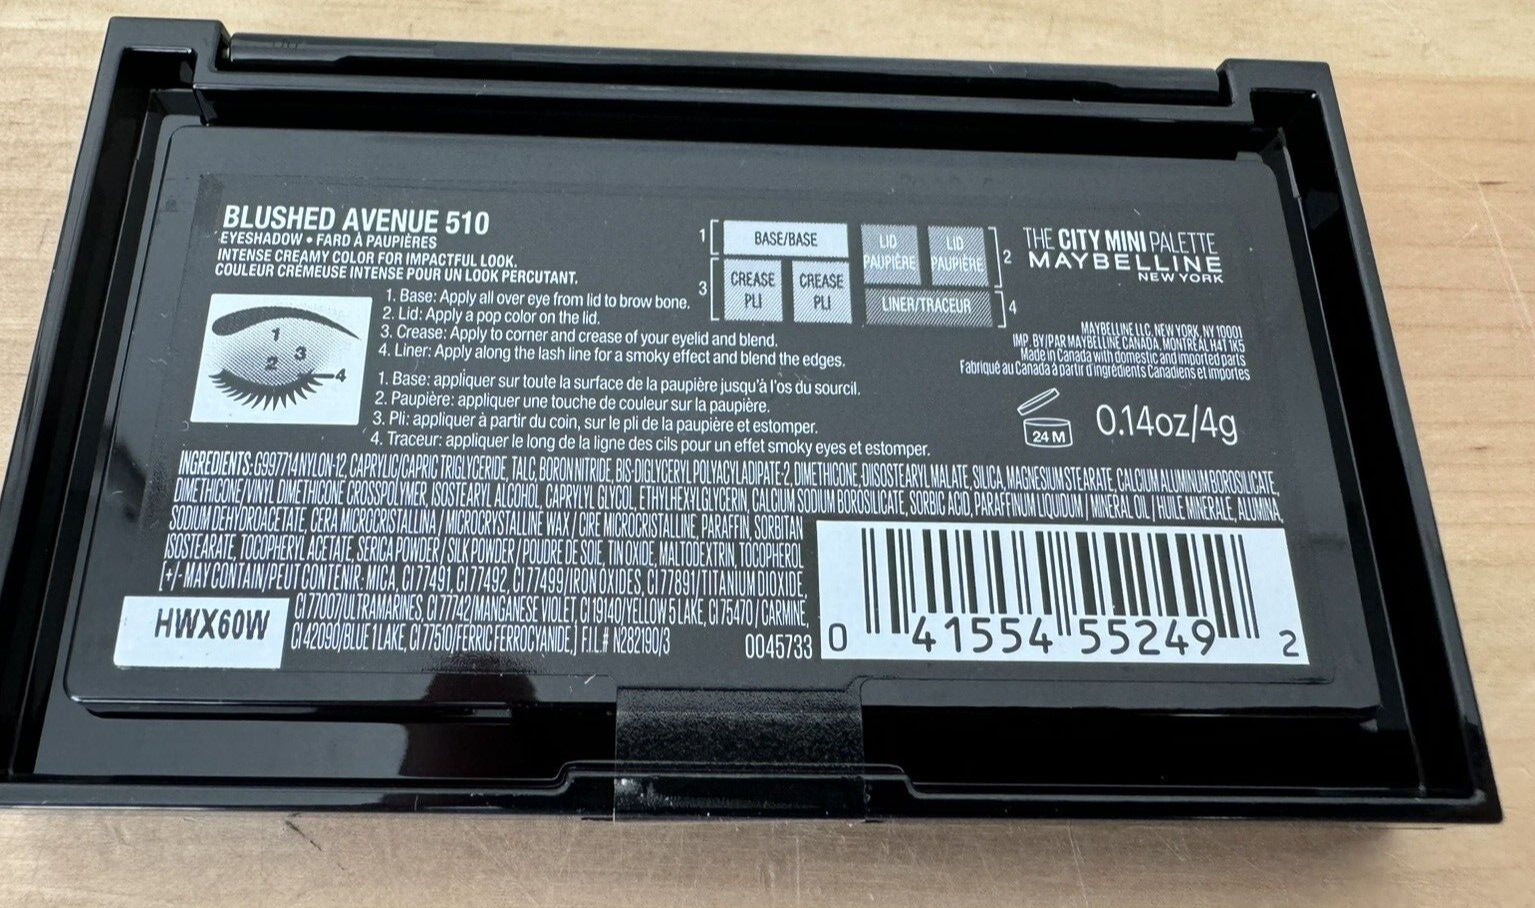 BLUSHED AVENUE 510
EYESHADOW • FARD À PAUPIÈRES
INTENSE CREAMY COLOR FOR IMPACTFUL LOOK.
COULEUR CRÉMEUSE INTENSE POUR UN LOOK PERCUTANT.
1
2
3
4
1. Base: Apply all over eye from lid to brow bone.
2. Lid: Apply a pop color on the lid.
3. Crease: Apply to corner and crease of your eyelid and blend.
4. Liner: Apply along the lash line for a smoky effect and blend the edges.
1. Base: appliquer sur toute la surface de la paupière jusqu'à l'os du sourcil.
2. Paupière: appliquer une touche de couleur sur la paupière.
3. Pli: appliquer à partir du coin, sur le pli de la paupière et estomper.
4. Traceur: appliquer le long de la ligne des cils pour un effet smoky eyes et estomper.
1
BASE/BASE
LID
PAUPIÈRE
LID
PAUPIÈRE
2
3
CREASE
PLI
CREASE
PLI
LINER/TRACEUR
4
THE CITY MINI PALETTE
MAYBELLINE
NEW YORK
MAYBELLINE LLC, NEW YORK, NY 10001
IMP. BY/PAR MAYBELLINE CANADA, MONTRÉAL H4T 1K5
Made in Canada with domestic and imported parts
Fabriqué au Canada à partir d'ingrédients Canadiens et importes
24 M
0.14oz/4g
INGREDIENTS: G997714 NYLON-12, CAPRYLIC/CAPRIC TRIGLYCERIDE, TALC, BORON NITRIDE, BIS-DIGLYCERYL POLYACYLADIPATE-2, DIMETHICONE, DIISOSTEARYL MALATE, SILICA, MAGNESIUM STEARATE, CALCIUM ALUMINUM BOROSILICATE,
DIMETHICONE/VINYL DIMETHICONE CROSSPOLYMER, ISOSTEARYL ALCOHOL, CAPRYLYL GLYCOL, ETHYLHEXYLGLYCERIN, CALCIUM SODIUM BOROSILICATE, SORBIC ACID, PARAFFINUM LIQUIDUM / MINERAL OIL / HUILE MINERALE, ALUMINA,
SODIUM DEHYDROACETATE, CERA MICROCRISTALLINA / MICROCRYSTALLINE WAX / CIRE MICROCRISTALLINE, PARAFFIN, SORBITAN
ISOSTEARATE, TOCOPHERYL ACETATE, SERICA POWDER / SILK POWDER / POUDRE DE SOIE, TIN OXIDE, MALTODEXTRIN, TOCOPHEROL
[+/- MAY CONTAIN/PEUT CONTENIR: MICA, CI 77491, CI 77492, CI 77499/IRON OXIDES, CI 77891/TITANIUM DIOXIDE,
CI 77007/ULTRAMARINES, CI 77742/MANGANESE VIOLET, CI 19140/YELLOW 5 LAKE, CI 75470 / CARMINE,
CI 42090/BLUE 1 LAKE, CI 77510/FERRIC FERROCYANIDE.] F.I.L.# N282190/3
HWX60W
0045733
0 41554 55249 2